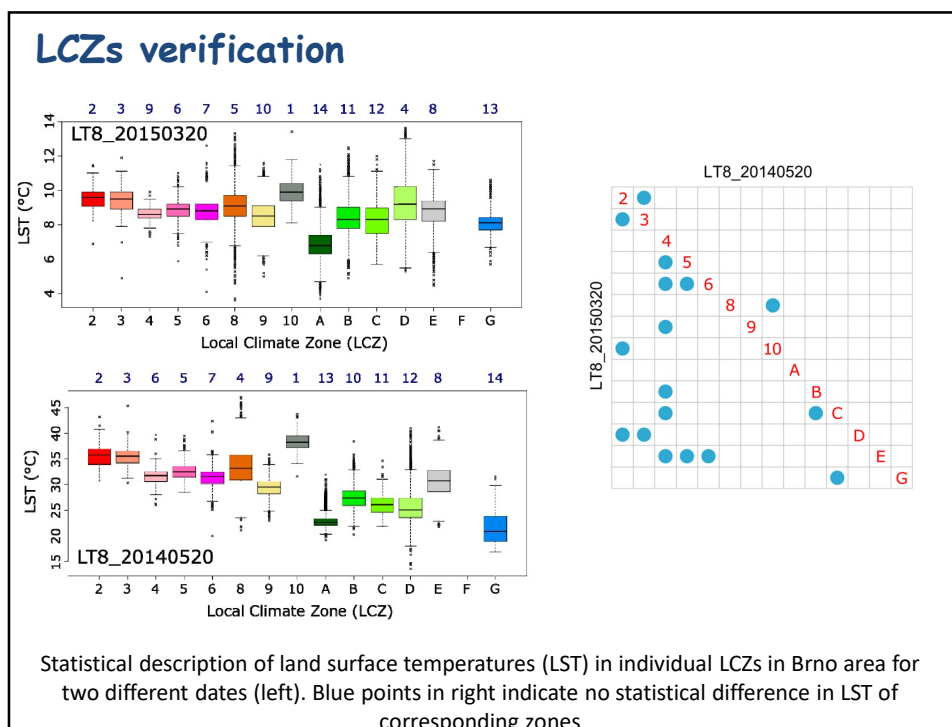 LCZs verification
2 3 9 6 7 5 10 1 14 11 12 4 8 13
LT8_20150320
14
12
10
8
6
4
LST (°C)
2 3 4 5 6 8 9 10 A B C D E F G
Local Climate Zone (LCZ)
2 3 6 5 7 4 9 1 13 10 11 12 8 14
45
40
35
30
25
20
15
LST (°C)
LT8_20140520
2 3 4 5 6 8 9 10 A B C D E F G
Local Climate Zone (LCZ)
LT8_20140520
LT8_20150320
2
3
4
5
6
8
9
10
A
B
C
D
E
G
Statistical description of land surface temperatures (LST) in individual LCZs in Brno area for
two different dates (left). Blue points in right indicate no statistical difference in LST of
corresponding zones